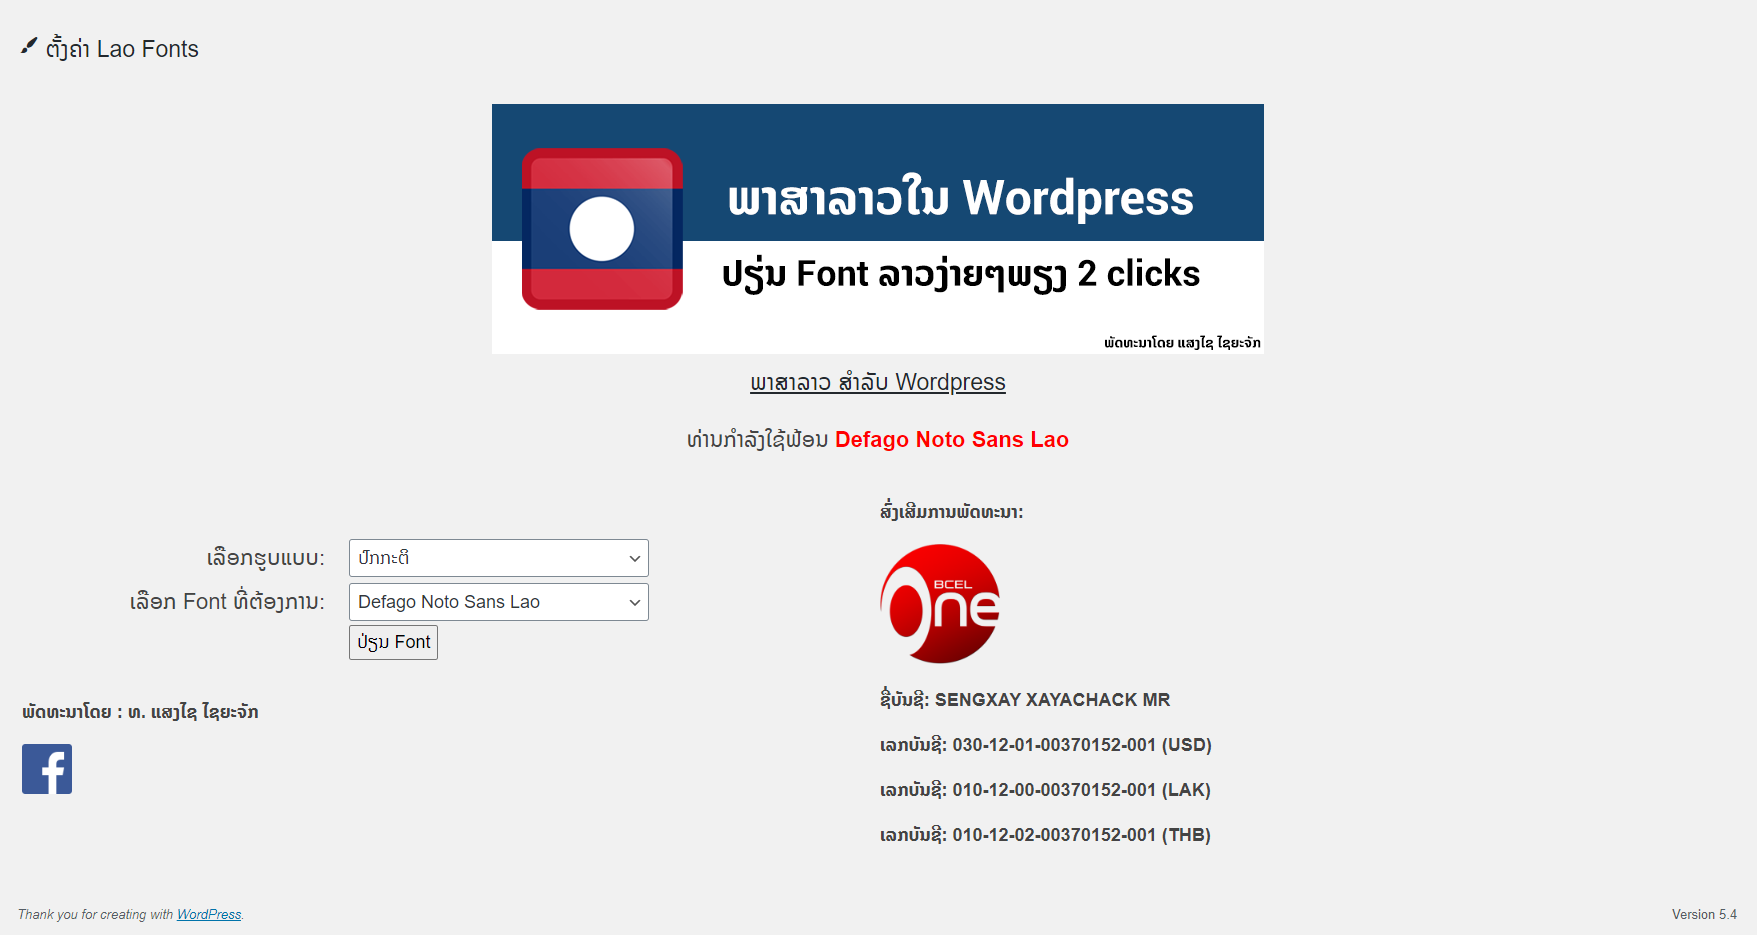 ຕັ້ງຄ່າ Lao Fonts
ພາສາລາວໃນ Wordpress
ປຽ່ນ Font ລາວງ່າຍໆພຽງ 2 clicks
ພັດທະນາໂດຍ ແສງໄຊ ໄຊຍະຈັກ
ພາສາລາວ ສຳລັບ Wordpress
ທ່ານກຳລັງໃຊ້ຟ້ອນ Defago Noto Sans Lao
ເລືອກຮູບແບບ: ປົກກະຕິ
ເລືອກ Font ທີ່ຕ້ອງການ: Defago Noto Sans Lao
ປ່ຽນ Font
ພັດທະນາໂດຍ : ທ. ແສງໄຊ ໄຊຍະຈັກ
ສົ່ງເສີມການພັດທະນາ:
BCEL
One
ຊື່ບັນຊີ: SENGXAY XAYACHACK MR
ເລກບັນຊີ: 030-12-01-00370152-001 (USD)
ເລກບັນຊີ: 010-12-00-00370152-001 (LAK)
ເລກບັນຊີ: 010-12-02-00370152-001 (THB)
Thank you for creating with WordPress.
Version 5.4